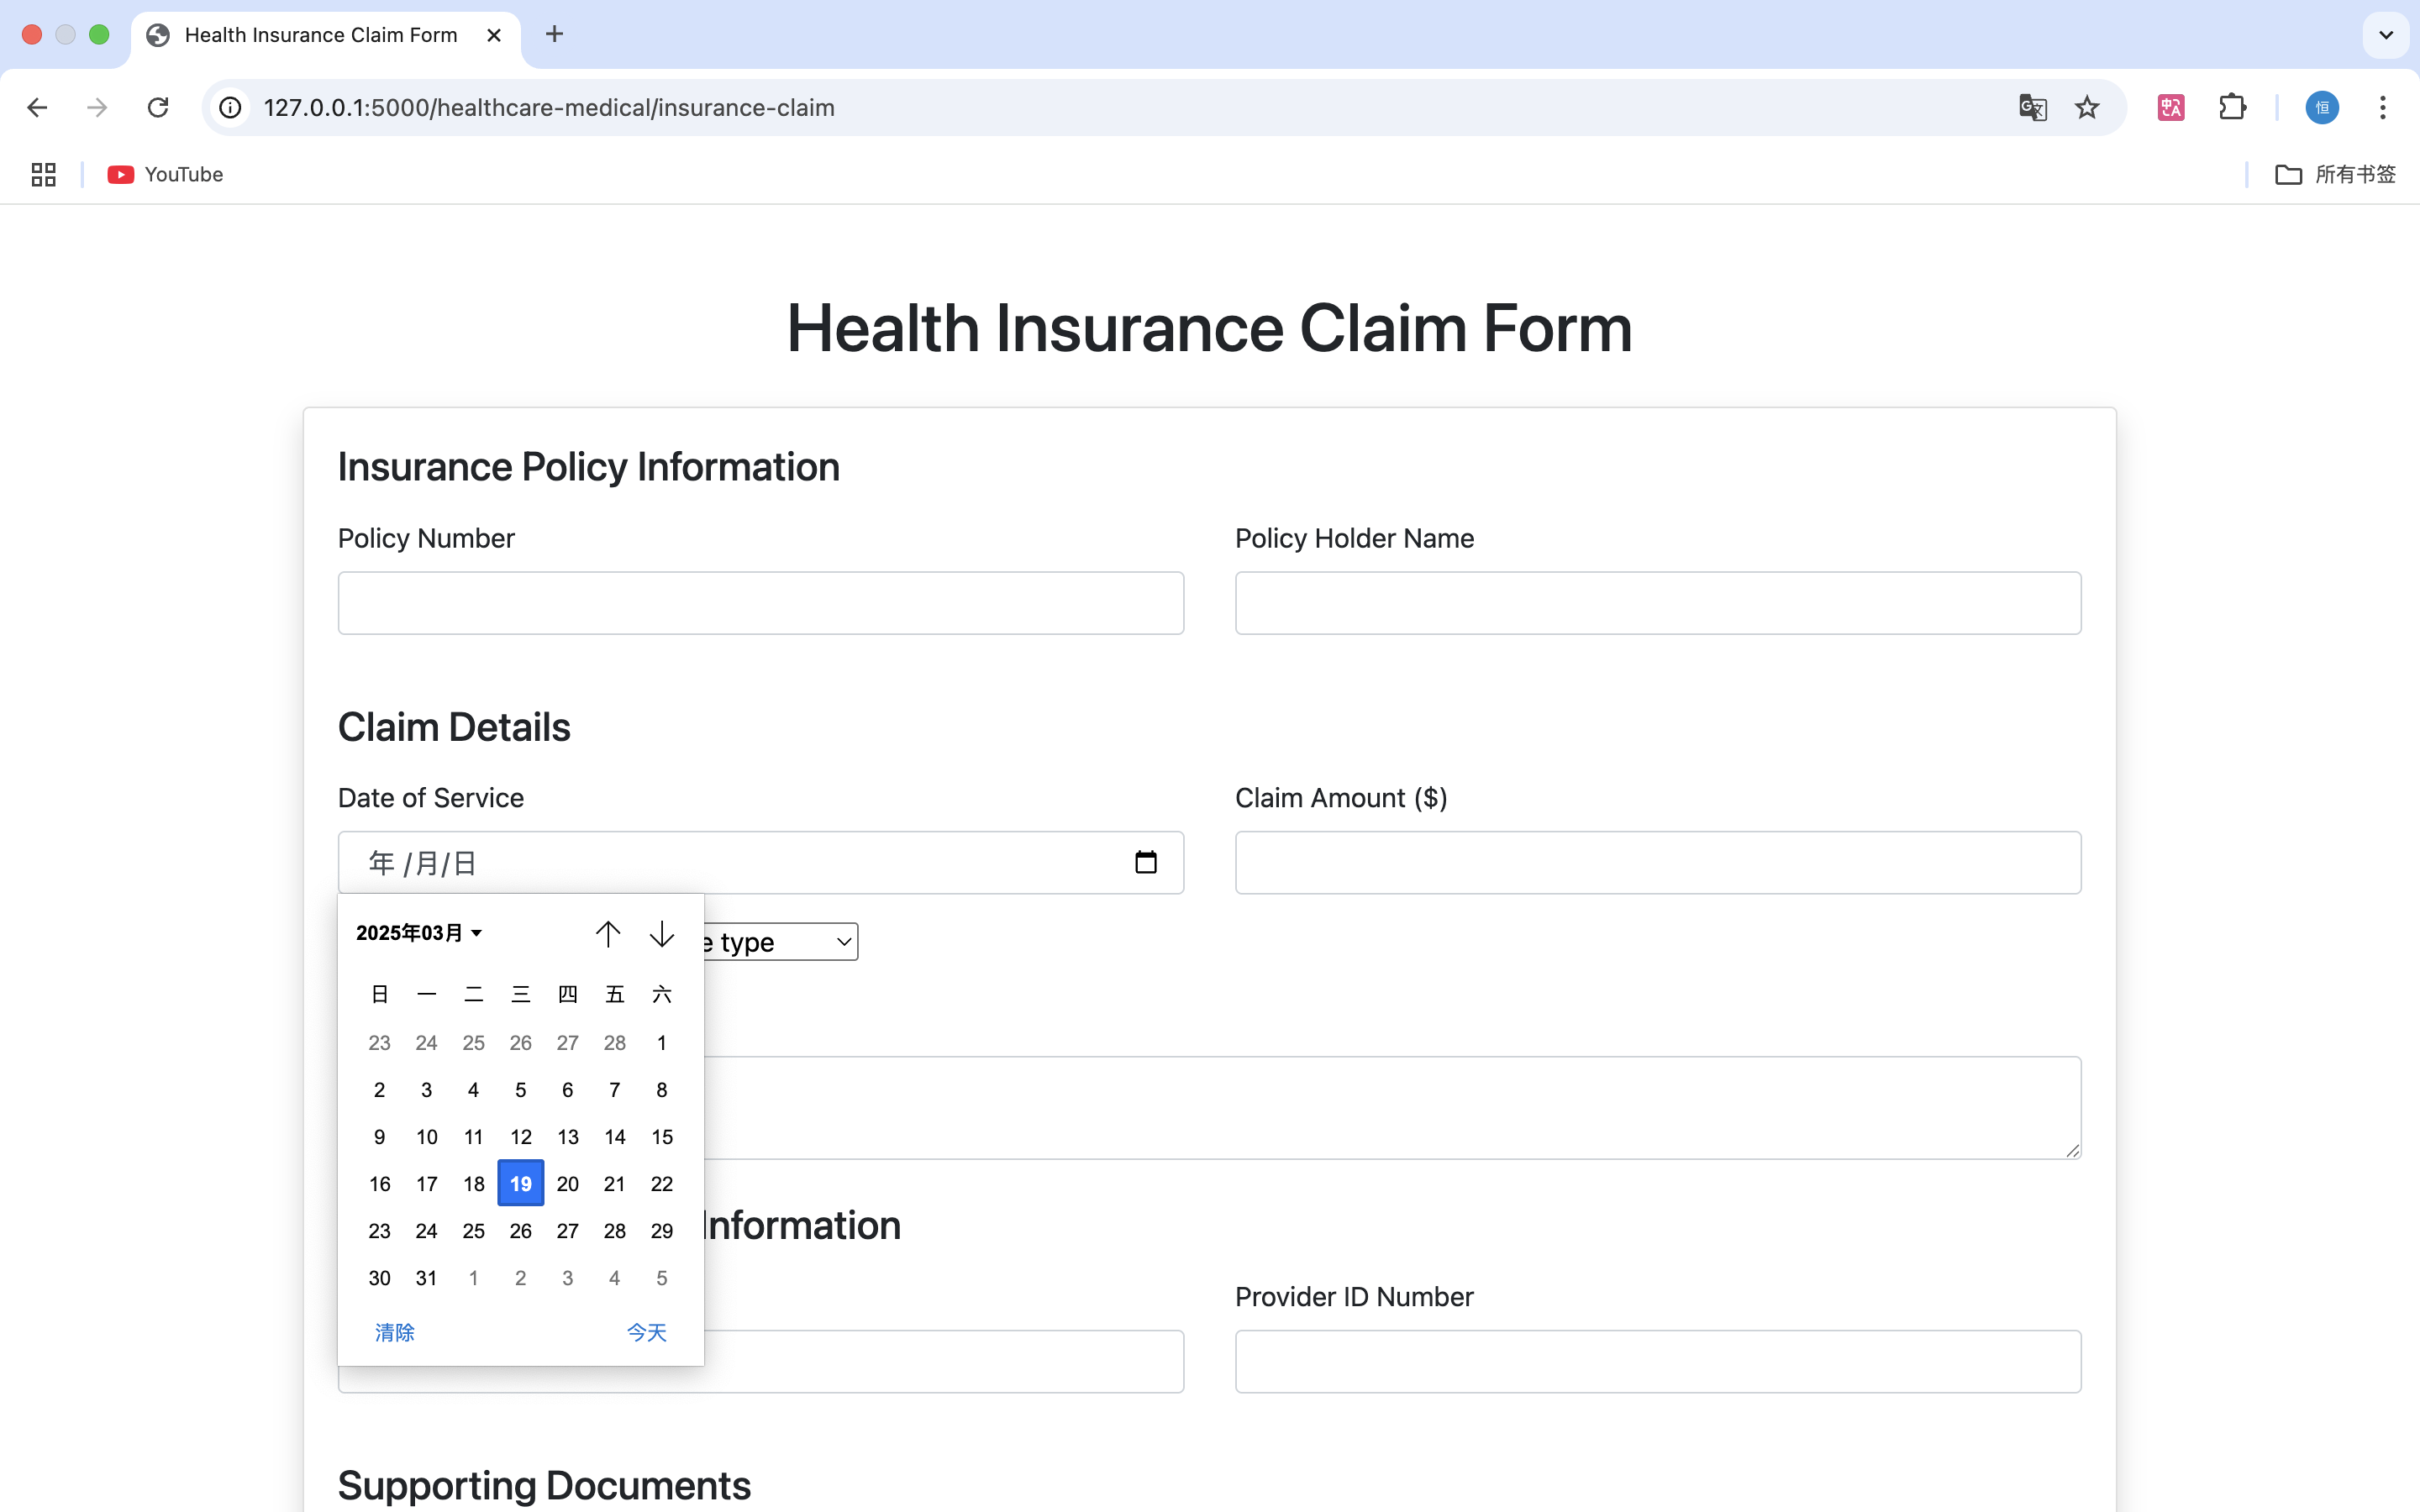 Health Insurance Claim Form
127.0.0.1:5000/healthcare-medical/insurance-claim
恒
YouTube
所有书签
Health Insurance Claim Form
Insurance Policy Information
Policy Number
Policy Holder Name
Claim Details
Date of Service
Claim Amount ($)
年 /月/日
2025年03月
e type
日 一 二 三 四 五 六
23 24 25 26 27 28 1
2 3 4 5 6 7 8
9 10 11 12 13 14 15
16 17 18 19 20 21 22
23 24 25 26 27 28 29
30 31 1 2 3 4 5
清除 今天
Information
Provider ID Number
Supporting Documents